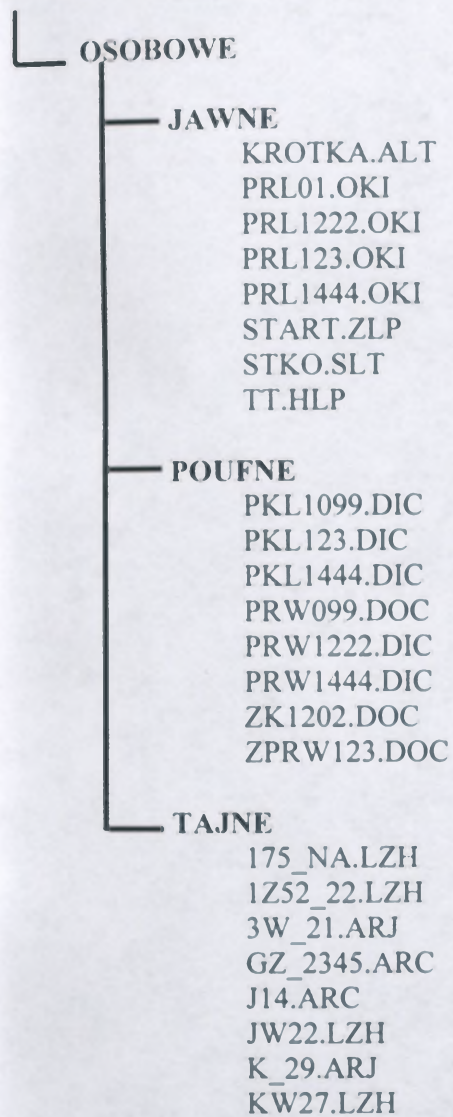 OSOBOWE
JAWNE
KROTKA.ALT
PRL01.OKI
PRL1222.OKI
PRL123.OKI
PRL1444.OKI
START.ZLP
STKO.SLT
TT.HLP
POUFNE
PKL1099.DIC
PKL123.DIC
PKL1444.DIC
PRW099.DOC
PRW1222.DIC
PRW1444.DIC
ZK1202.DOC
ZPRW123.DOC
TAJNE
175_NA.LZH
1Z52_22.LZH
3W_21.ARJ
GZ_2345.ARC
J14.ARC
JW22.LZH
K_29.ARJ
KW27.LZH